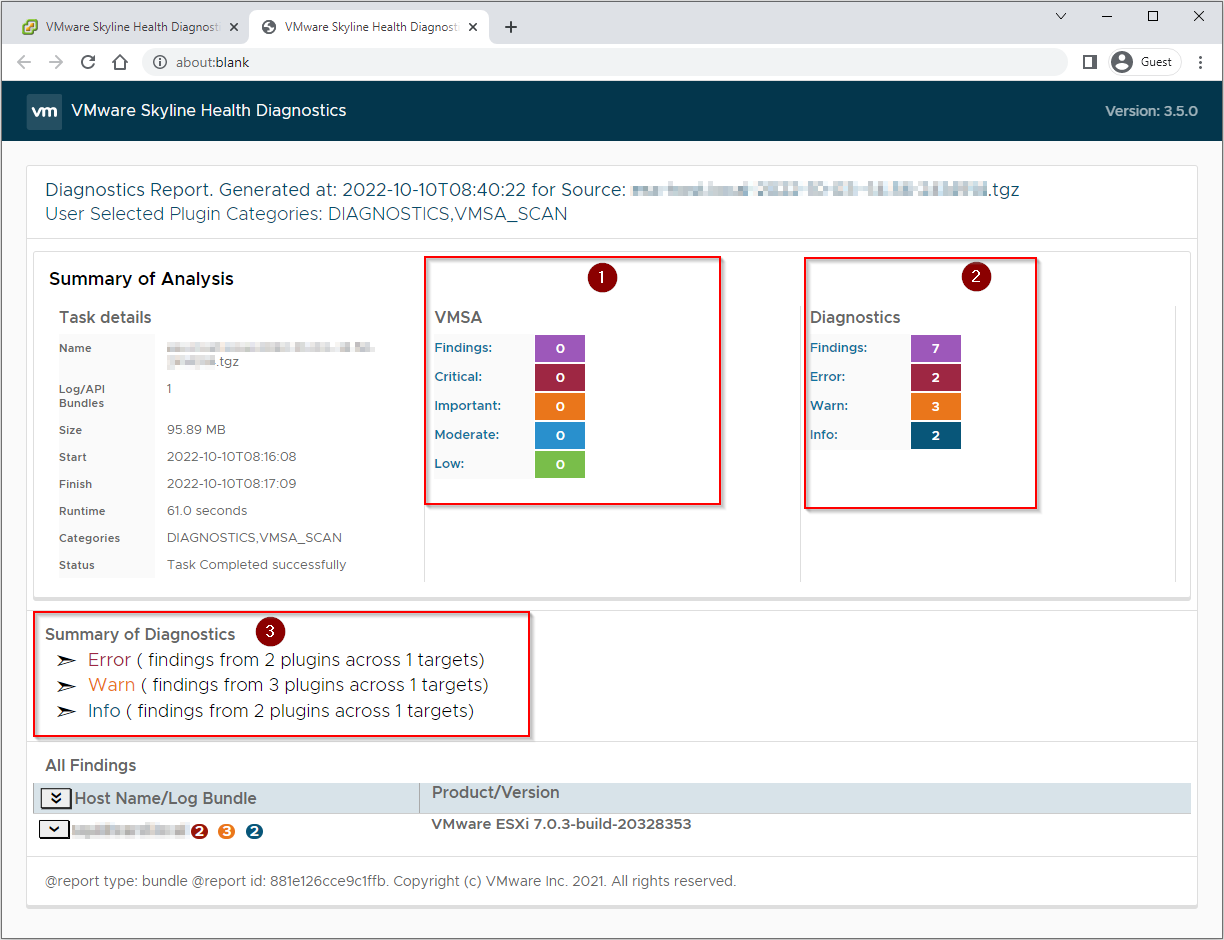 VMware Skyline Health Diagnost
VMware Skyline Health Diagnost
about:blank
Guest
vm VMware Skyline Health Diagnostics
Version: 3.5.0
Diagnostics Report. Generated at: 2022-10-10T08:40:22 for Source: .tgz
User Selected Plugin Categories: DIAGNOSTICS,VMSA_SCAN
Summary of Analysis
Task details
Name
.tgz
Log/API
Bundles
1
Size 95.89 MB
Start 2022-10-10T08:16:08
Finish 2022-10-10T08:17:09
Runtime 61.0 seconds
Categories DIAGNOSTICS,VMSA_SCAN
Status Task Completed successfully
1
VMSA
Findings: 0
Critical: 0
Important: 0
Moderate: 0
Low: 0
2
Diagnostics
Findings: 7
Error: 2
Warn: 3
Info: 2
Summary of Diagnostics 3
➢ Error ( findings from 2 plugins across 1 targets)
➢ Warn ( findings from 3 plugins across 1 targets)
➢ Info ( findings from 2 plugins across 1 targets)
All Findings
Host Name/Log Bundle Product/Version
2 3 2 VMware ESXi 7.0.3-build-20328353
@report type: bundle @report id: 881e126cce9c1ffb. Copyright (c) VMware Inc. 2021. All rights reserved.